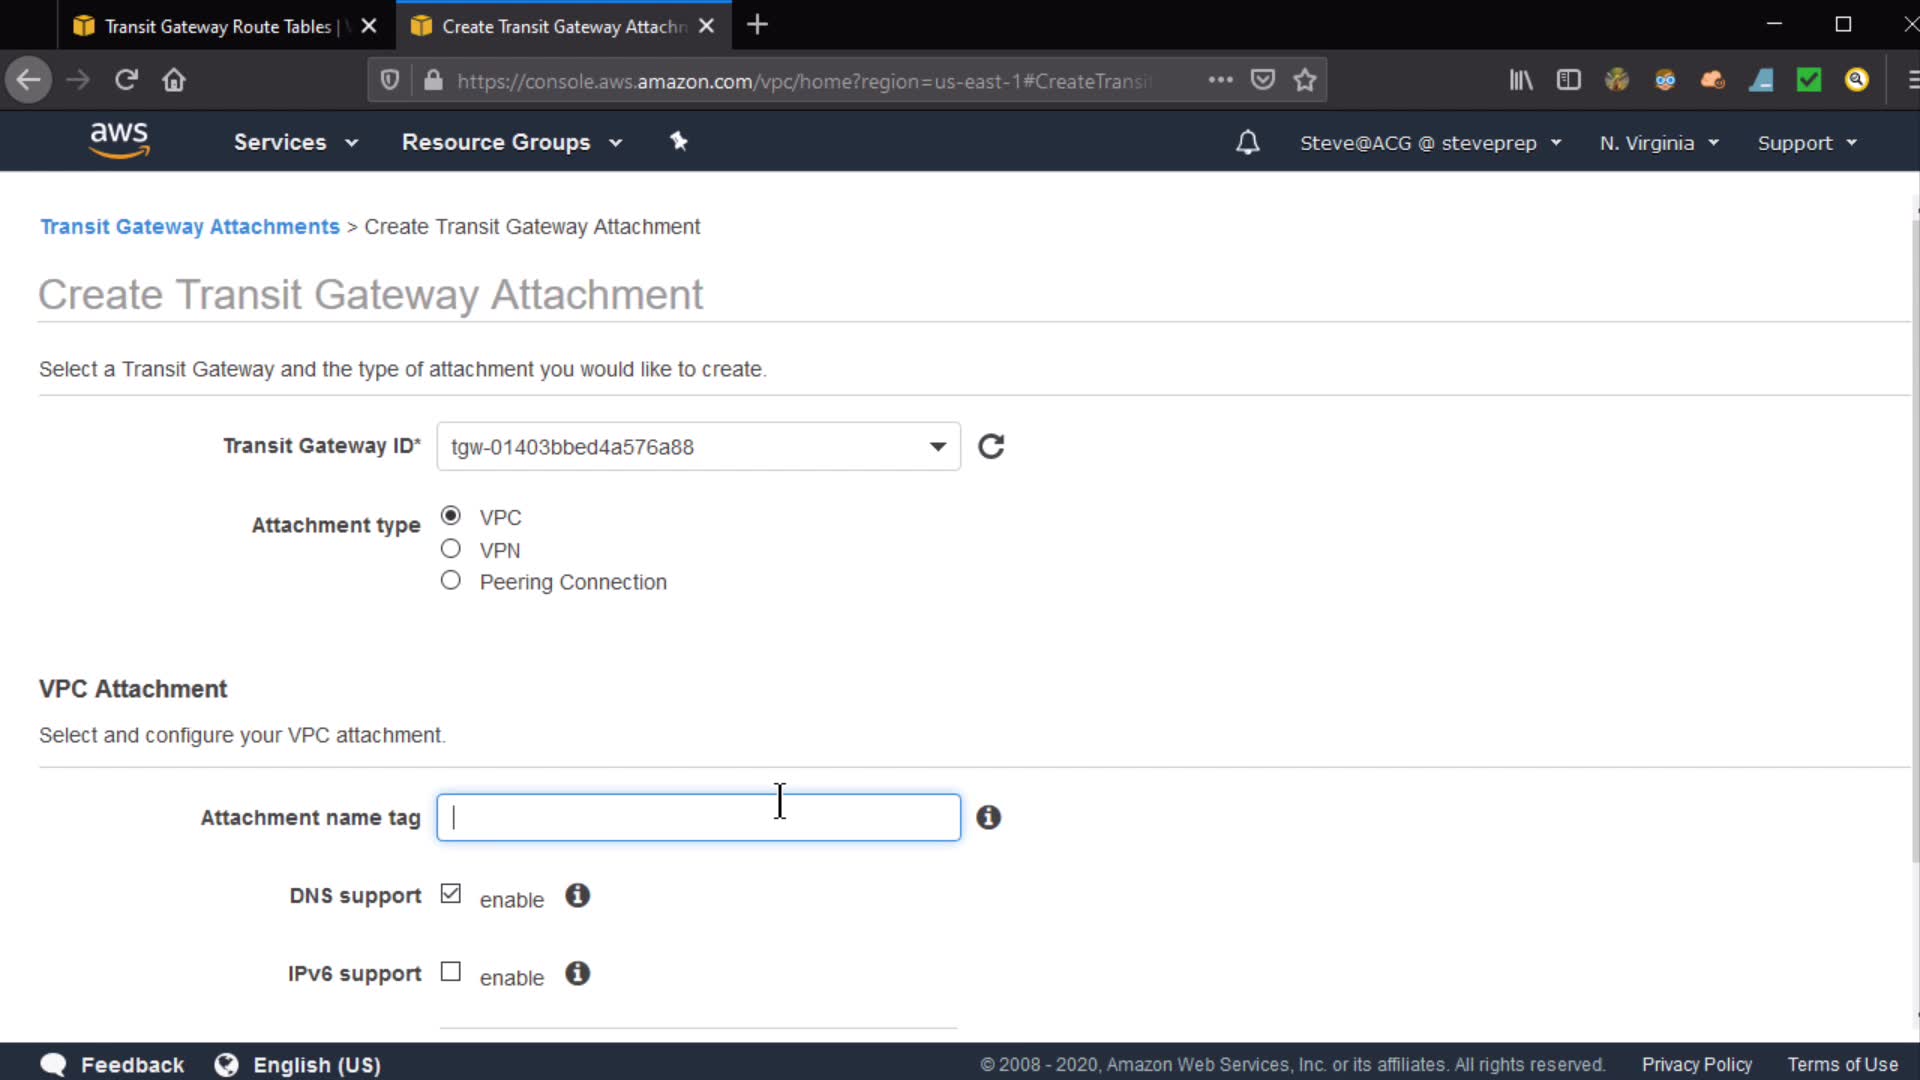 Transit Gateway Route Tables |
Create Transit Gateway Attachm
https://console.aws.amazon.com/vpc/home?region=us-east-1#CreateTransit
aws
Services
Resource Groups
Steve@ACG @ steveprep
N. Virginia
Support
Transit Gateway Attachments > Create Transit Gateway Attachment
Create Transit Gateway Attachment
Select a Transit Gateway and the type of attachment you would like to create.
Transit Gateway ID* tgw-01403bbed4a576a88
Attachment type
VPC
VPN
Peering Connection
VPC Attachment
Select and configure your VPC attachment.
Attachment name tag
DNS support enable
IPv6 support enable
Feedback
English (US)
© 2008 - 2020, Amazon Web Services, Inc. or its affiliates. All rights reserved.
Privacy Policy
Terms of Use